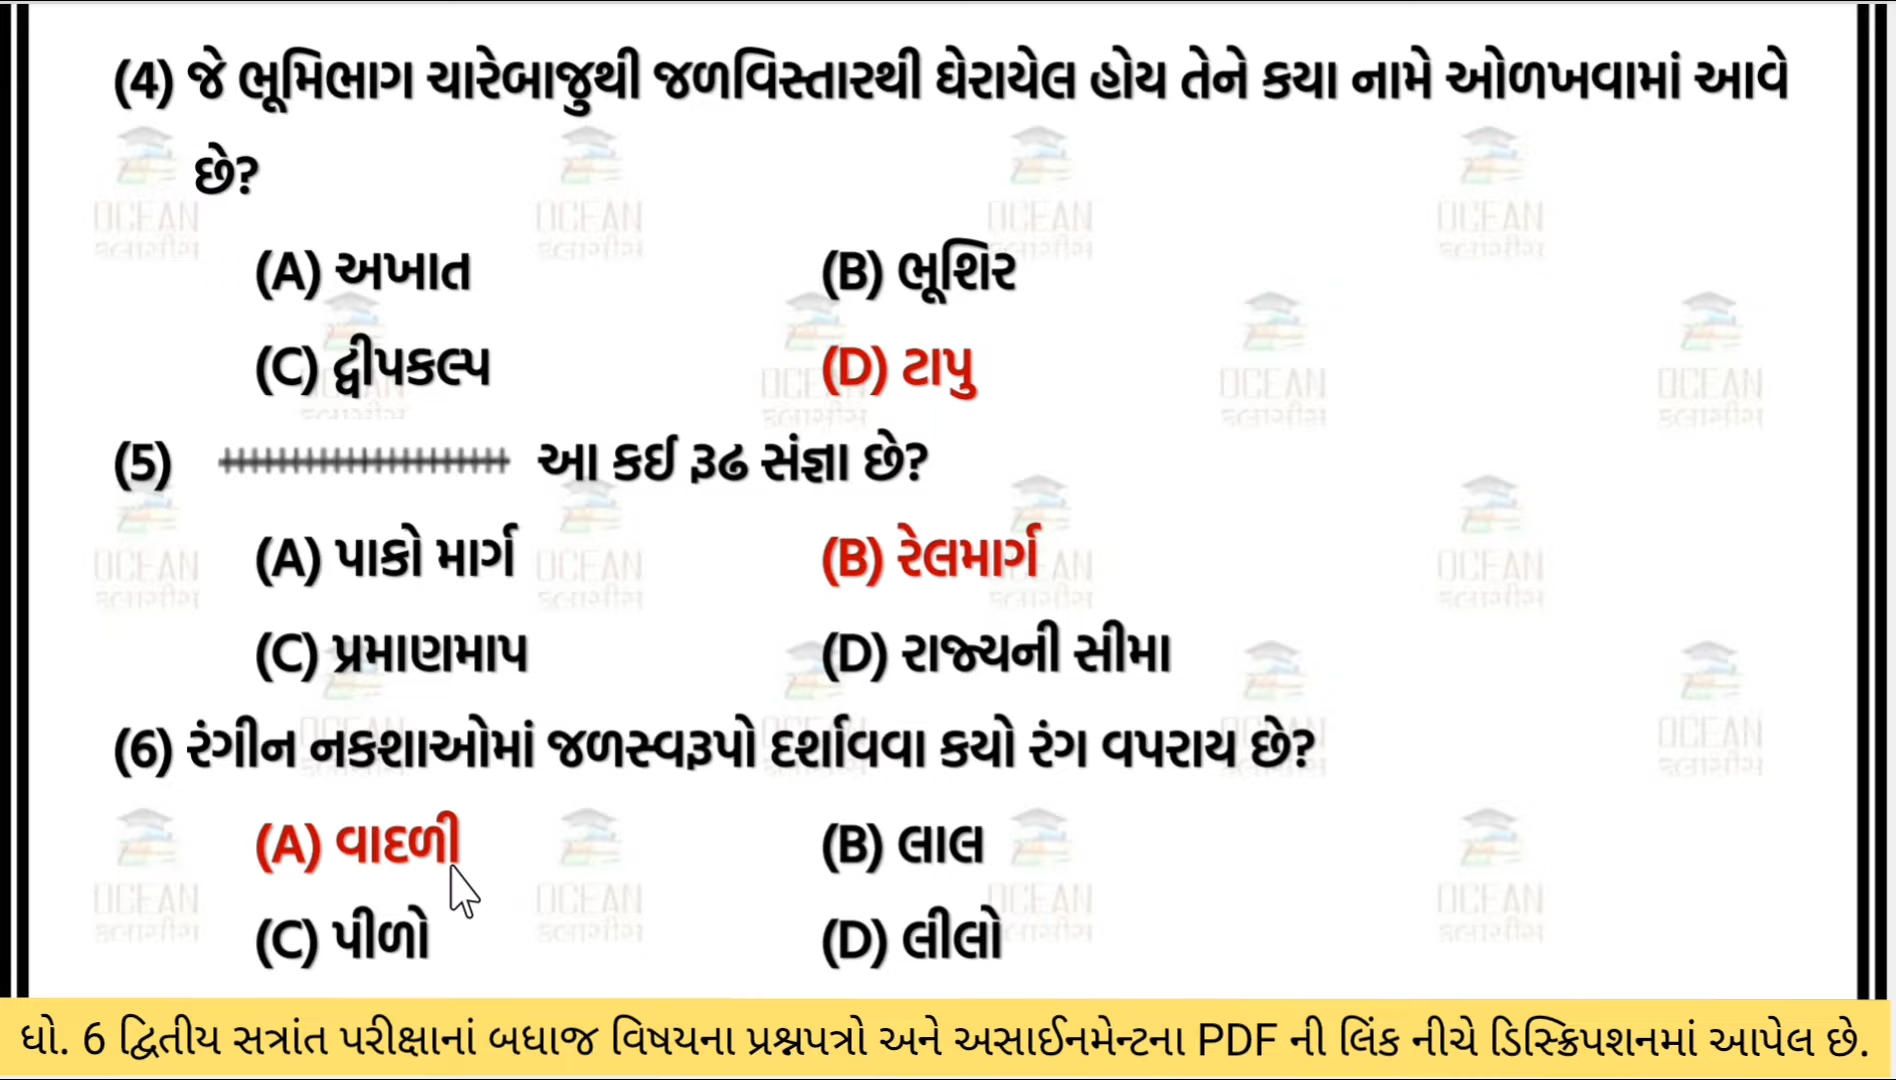 (4) જે ભૂમિભાગ ચારેબાજુથી જળવિસ્તારથી ઘેરાયેલ હોય તેને કયા નામે ઓળખવામાં આવે
છે?
(A) અખાત (B) ભૂશિર
(C) દ્વીપકલ્પ (D) ટાપુ
(5) આ કઈ રૂઢ સંજ્ઞા છે?
(A) પાકો માર્ગ (B) રેલમાર્ગ
(C) પ્રમાણમાપ (D) રાજ્યની સીમા
(6) રંગીન નકશાઓમાં જળસ્વરૂપો દર્શાવવા કયો રંગ વપરાય છે?
(A) વાદળી (B) લાલ
(C) પીળો (D) લીલો
ધો. 6 દ્વિતીય સત્રાંત પરીક્ષાનાં બધાજ વિષયના પ્રશ્નપત્રો અને અસાઈનમેન્ટના PDF ની લિંક નીચે ડિસ્ક્રિપશનમાં આપેલ છે.
OCEAN
ક્લાસીસ